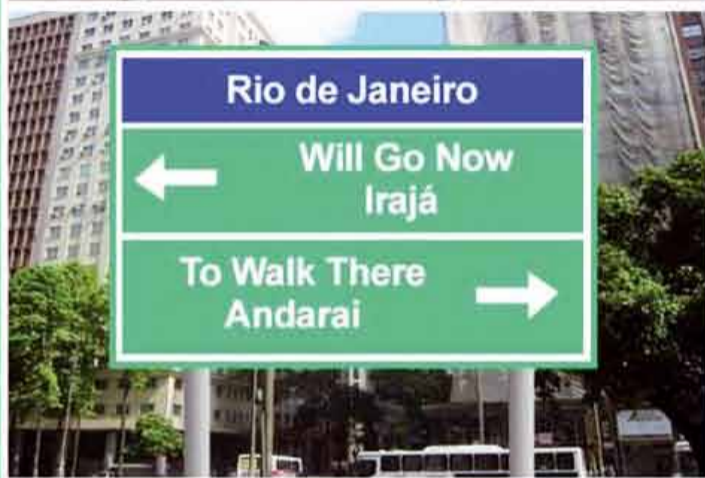 Rio de Janeiro
Will Go Now
Irajá
To Walk There
Andarai